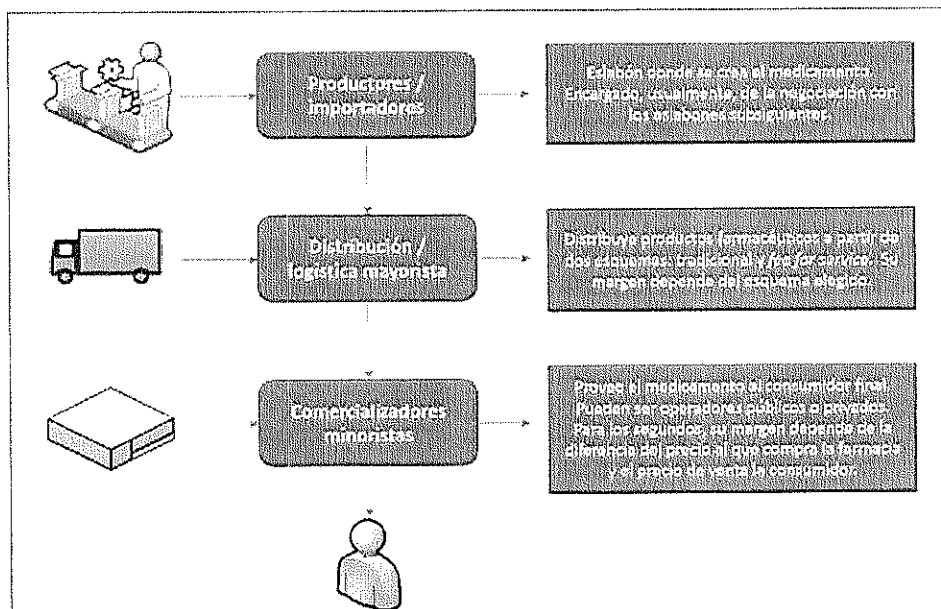 Productores /
importadores
Eslabón donde se crea el medicamento.
Encargado, usualmente, de la negociación con
los eslabones subsiguientes.
Distribución /
logística mayorista
Distribuye productos farmacéuticos a partir de
dos esquemas: tradicional y mayor service. Su
margen depende del esquema elegido.
Comercializadores
minoristas
Provee el medicamento al consumidor final.
Pueden ser operadores públicos o privados.
Para los segundos, su margen depende de la
diferencia del precio al que compra la farmacia
y el precio de venta la consumidor.